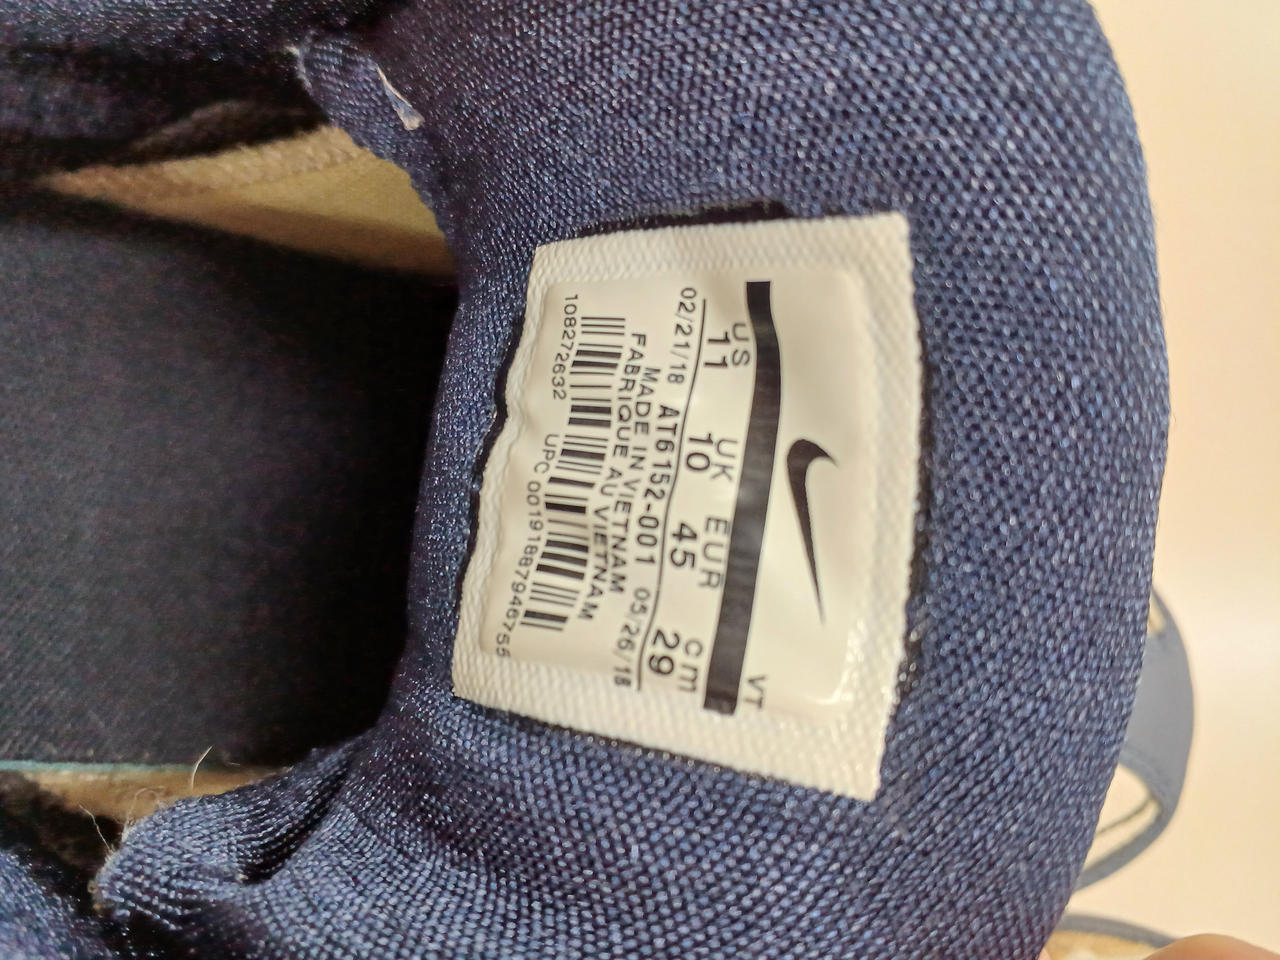 VT
US UK EUR cm
11 10 45 29
02/21/18 AT6152-001 05/26/18
MADE IN VIETNAM
FABRIQUE AU VIETNAM
108272632 UPC 00191887946755